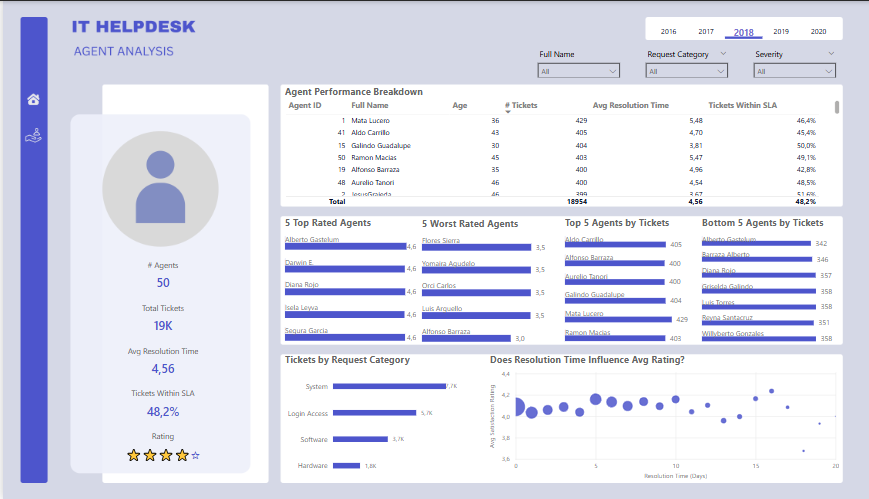 IT HELPDESK
AGENT ANALYSIS
2016 2017 2018 2019 2020
Full Name Request Category Severity
All All All
# Agents
50
Total Tickets
19K
Avg Resolution Time
4,56
Tickets Within SLA
48,2%
Rating
Agent Performance Breakdown
Agent ID Full Name Age # Tickets Avg Resolution Time Tickets Within SLA
1 Mata Lucero 36 429 5,48 46,4%
41 Aldo Carrillo 43 405 4,70 45,4%
15 Galindo Guadalupe 30 404 3,81 50,0%
50 Ramon Macias 45 403 5,47 49,1%
19 Alfonso Barraza 35 400 4,96 42,8%
48 Aurelio Tanori 46 400 4,54 48,5%
2 JesusGrajeda 46 399 3,67 51,6%
Total 18954 4,56 48,2%
5 Top Rated Agents
Alberto Gastelum 4,6
Darwin E. 4,6
Diana Rojo 4,6
Isela Leyva 4,6
Segura Garcia 4,6
5 Worst Rated Agents
Flores Sierra 3,5
Yomaira Agudelo 3,5
Orci Carlos 3,5
Luis Arguello 3,5
Alfonso Barraza 3,0
Top 5 Agents by Tickets
Aldo Carrillo 405
Alfonso Barraza 400
Aurelio Tanori 400
Galindo Guadalupe 404
Mata Lucero 429
Ramon Macias 403
Bottom 5 Agents by Tickets
Alberto Gastelum 342
Barraza Alberto 346
Diana Rojo 357
Griselda Galindo 358
Luis Torres 358
Reyna Santacruz 351
Willyberto Gonzales 358
Tickets by Request Category
System 7,7K
Login Access 5,7K
Software 3,7K
Hardware 1,8K
Does Resolution Time Influence Avg Rating?
Avg Satisfaction Rating
4,4
4,2
4,0
3,8
3,6
0 5 10 15 20
Resolution Time (Days)